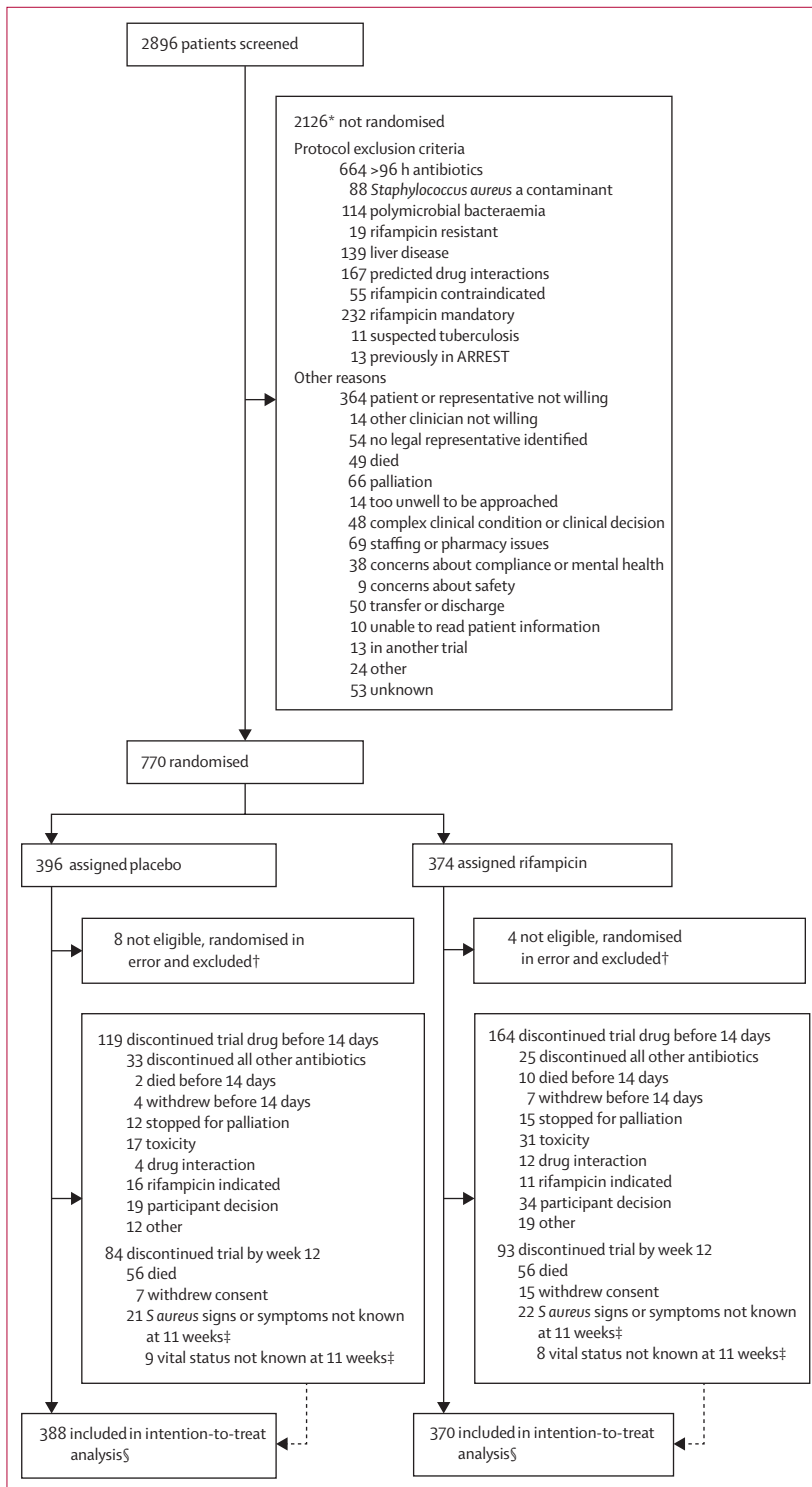 2896 patients screened
2126* not randomised
Protocol exclusion criteria
664 >96 h antibiotics
88 Staphylococcus aureus a contaminant
114 polymicrobial bacteraemia
19 rifampicin resistant
139 liver disease
167 predicted drug interactions
55 rifampicin contraindicated
232 rifampicin mandatory
11 suspected tuberculosis
13 previously in ARREST
Other reasons
364 patient or representative not willing
14 other clinician not willing
54 no legal representative identified
49 died
66 palliation
14 too unwell to be approached
48 complex clinical condition or clinical decision
69 staffing or pharmacy issues
38 concerns about compliance or mental health
9 concerns about safety
50 transfer or discharge
10 unable to read patient information
13 in another trial
24 other
53 unknown
770 randomised
396 assigned placebo
374 assigned rifampicin
8 not eligible, randomised in
error and excluded†
4 not eligible, randomised
in error and excluded†
119 discontinued trial drug before 14 days
33 discontinued all other antibiotics
2 died before 14 days
4 withdrew before 14 days
12 stopped for palliation
17 toxicity
4 drug interaction
16 rifampicin indicated
19 participant decision
12 other
84 discontinued trial by week 12
56 died
7 withdrew consent
21 S aureus signs or symptoms not known
at 11 weeks‡
9 vital status not known at 11 weeks‡
164 discontinued trial drug before 14 days
25 discontinued all other antibiotics
10 died before 14 days
7 withdrew before 14 days
15 stopped for palliation
31 toxicity
12 drug interaction
11 rifampicin indicated
34 participant decision
19 other
93 discontinued trial by week 12
56 died
15 withdrew consent
22 S aureus signs or symptoms not known
at 11 weeks‡
8 vital status not known at 11 weeks‡
388 included in intention-to-treat
analysis§
370 included in intention-to-treat
analysis§